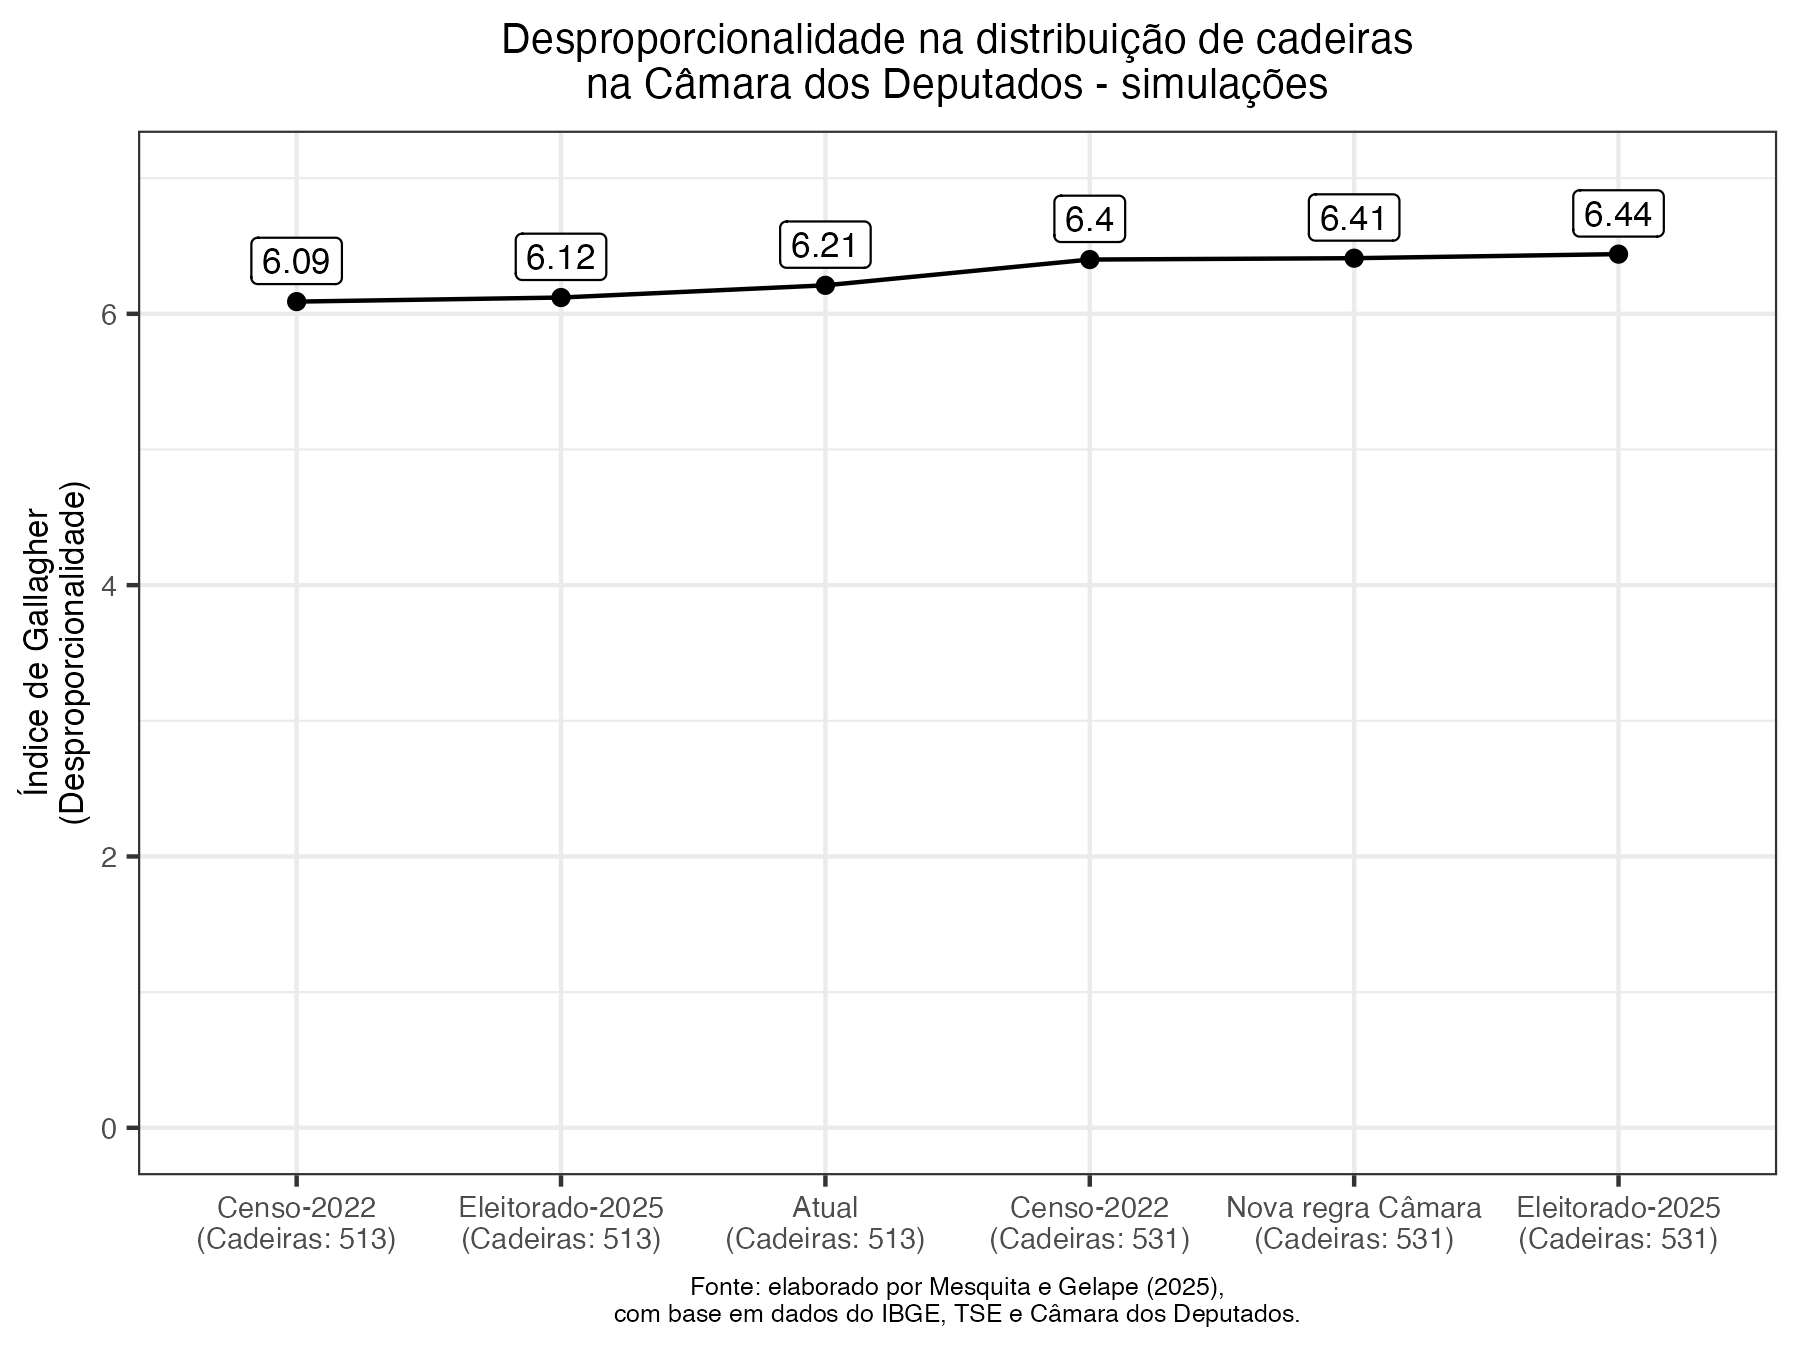 Desproporcionalidade na distribuição de cadeiras
na Câmara dos Deputados - simulações
Índice de Gallagher
(Desproporcionalidade)
6
4
2
0
6.09
6.12
6.21
6.4
6.41
6.44
Censo-2022
(Cadeiras: 513)
Eleitorado-2025
(Cadeiras: 513)
Atual
(Cadeiras: 513)
Censo-2022
(Cadeiras: 531)
Nova regra Câmara
(Cadeiras: 531)
Eleitorado-2025
(Cadeiras: 531)
Fonte: elaborado por Mesquita e Gelape (2025),
com base em dados do IBGE, TSE e Câmara dos Deputados.